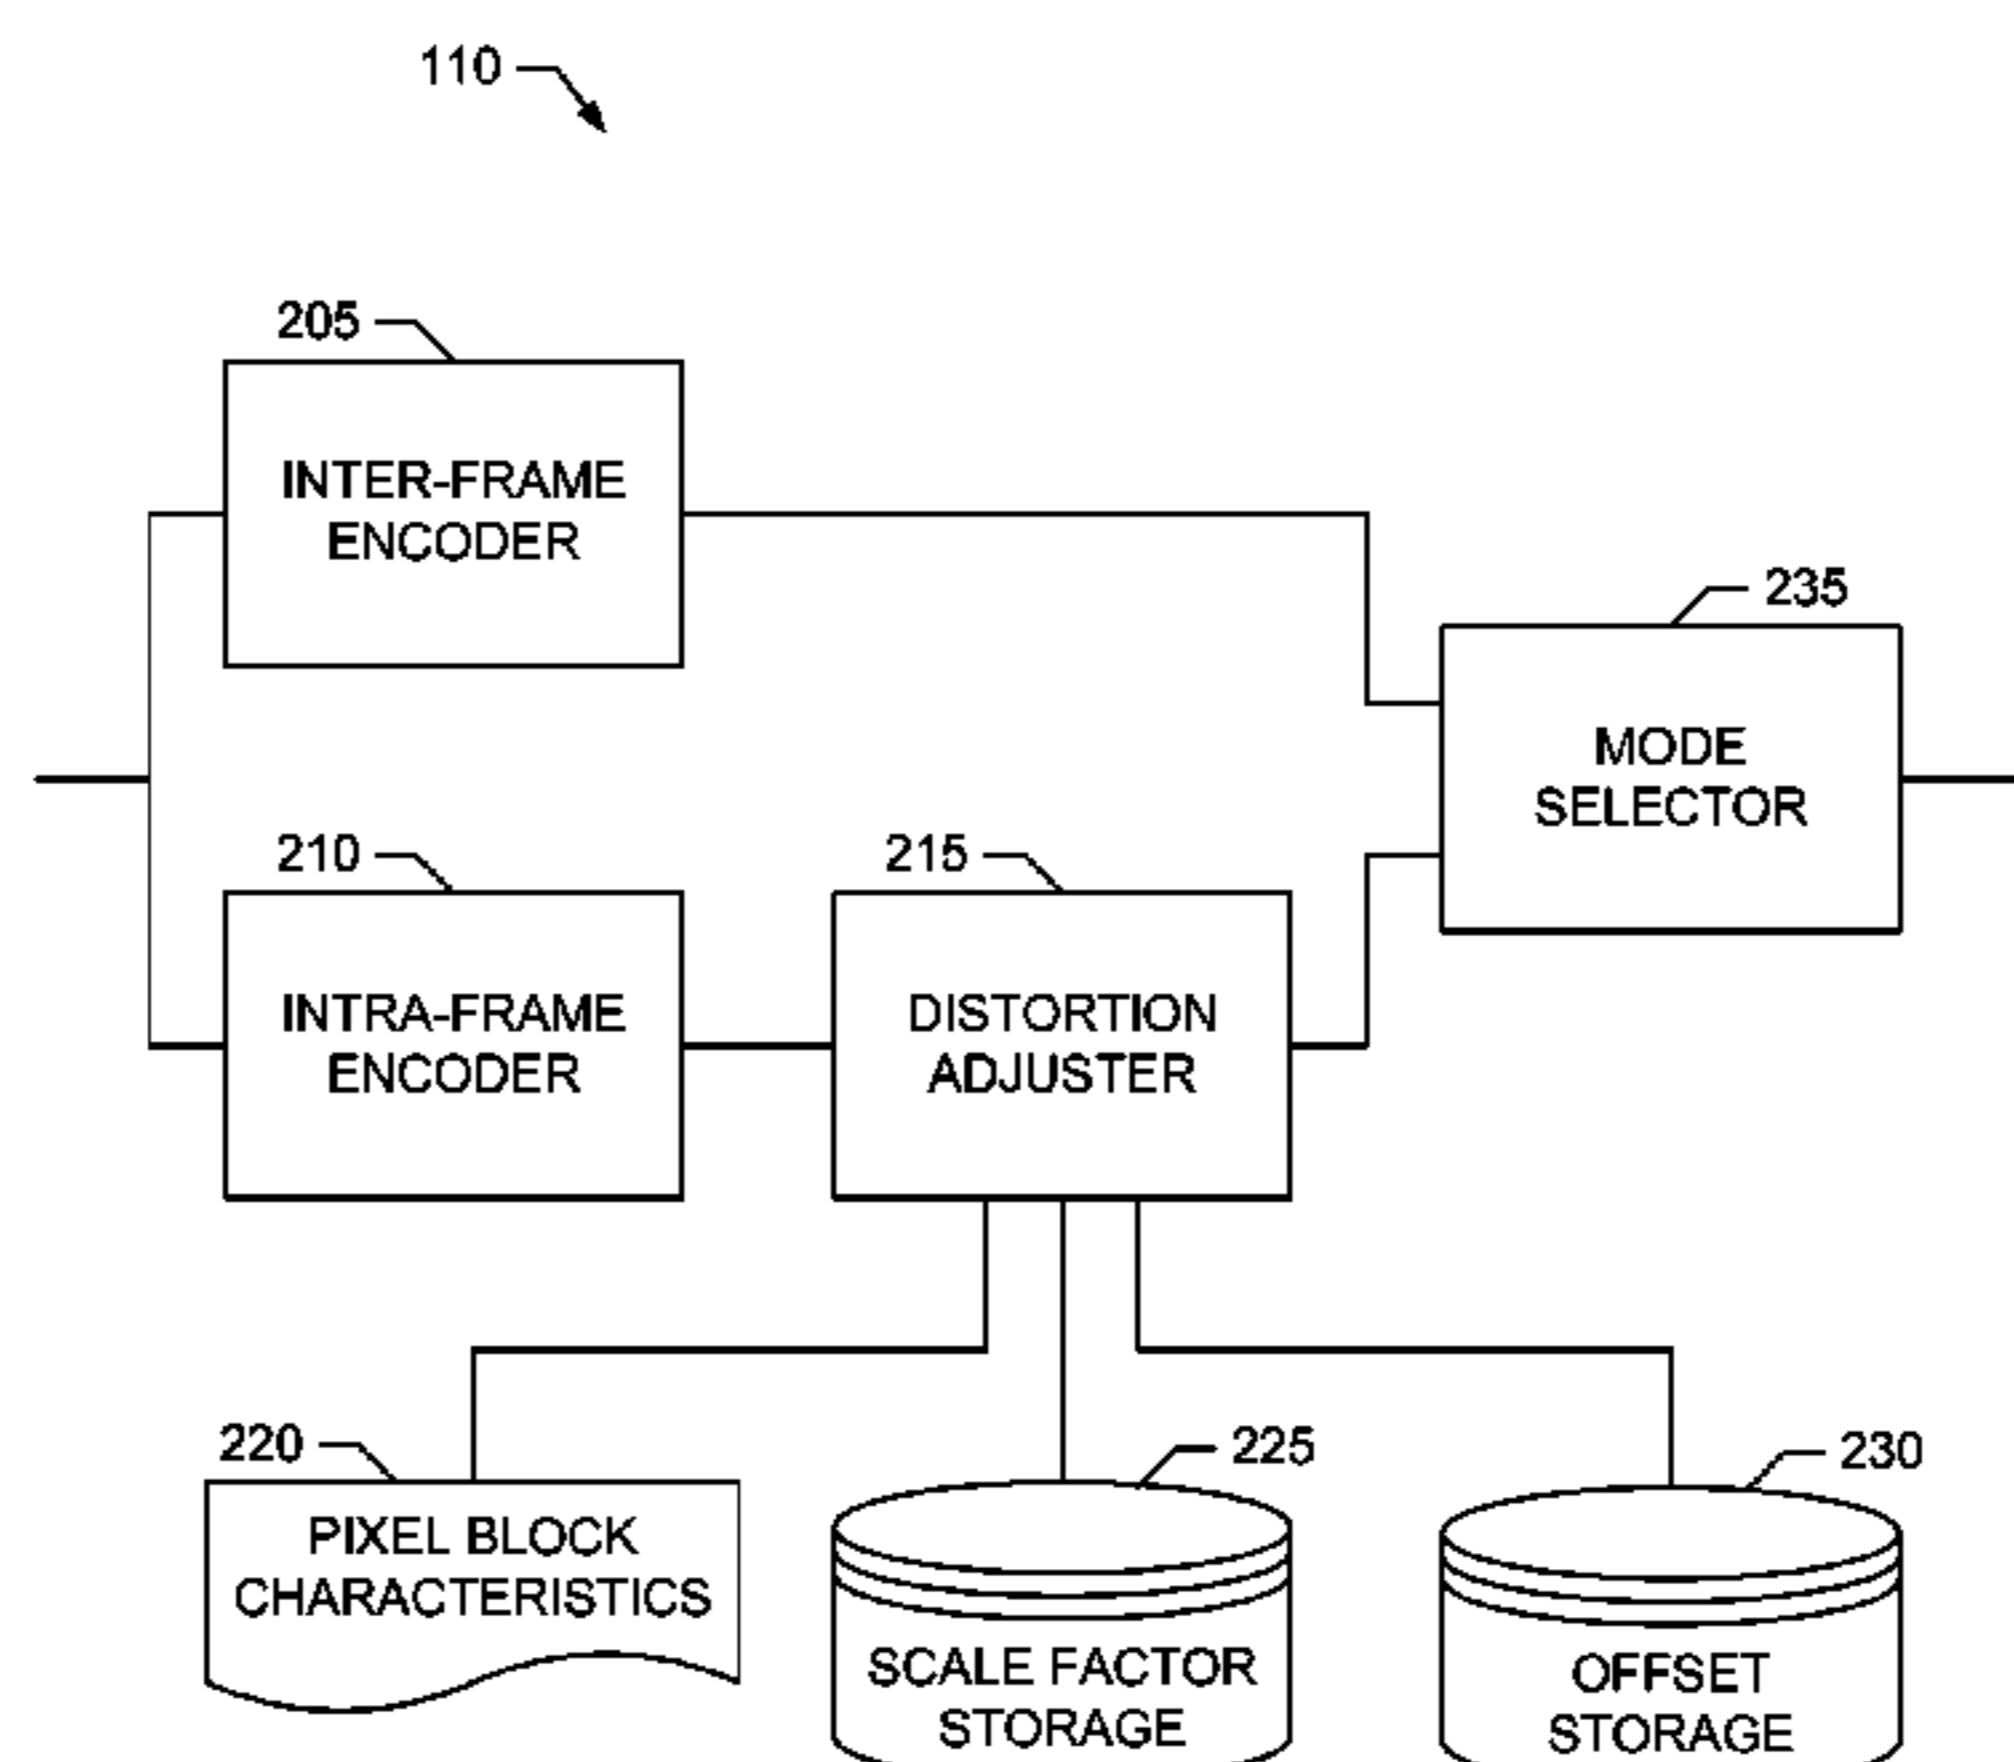 110
205
INTER-FRAME
ENCODER
235
MODE
SELECTOR
210
INTRA-FRAME
ENCODER
215
DISTORTION
ADJUSTER
220
PIXEL BLOCK
CHARACTERISTICS
225
SCALE FACTOR
STORAGE
230
OFFSET
STORAGE